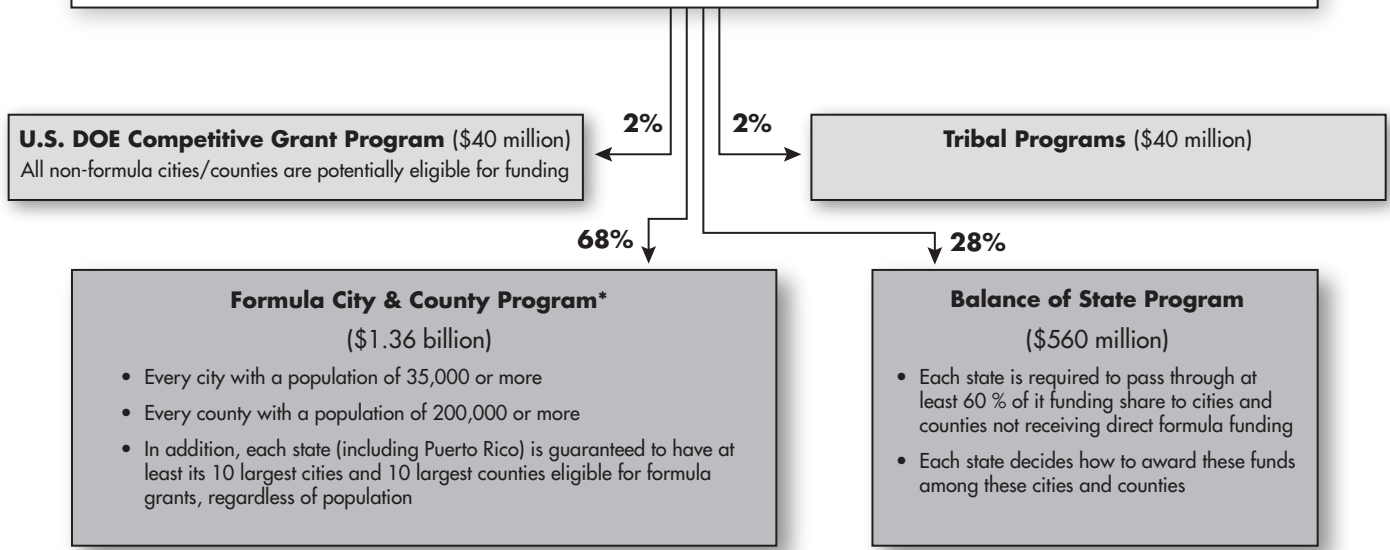 2%
2%
U.S. DOE Competitive Grant Program ($40 million)
All non-formula cities/counties are potentially eligible for funding
Tribal Programs ($40 million)
68%
28%
Formula City & County Program*
($1.36 billion)
• Every city with a population of 35,000 or more
• Every county with a population of 200,000 or more
• In addition, each state (including Puerto Rico) is guaranteed to have at
least its 10 largest cities and 10 largest counties eligible for formula
grants, regardless of population
Balance of State Program
($560 million)
• Each state is required to pass through at
least 60 % of it funding share to cities and
counties not receiving direct formula funding
• Each state decides how to award these funds
among these cities and counties